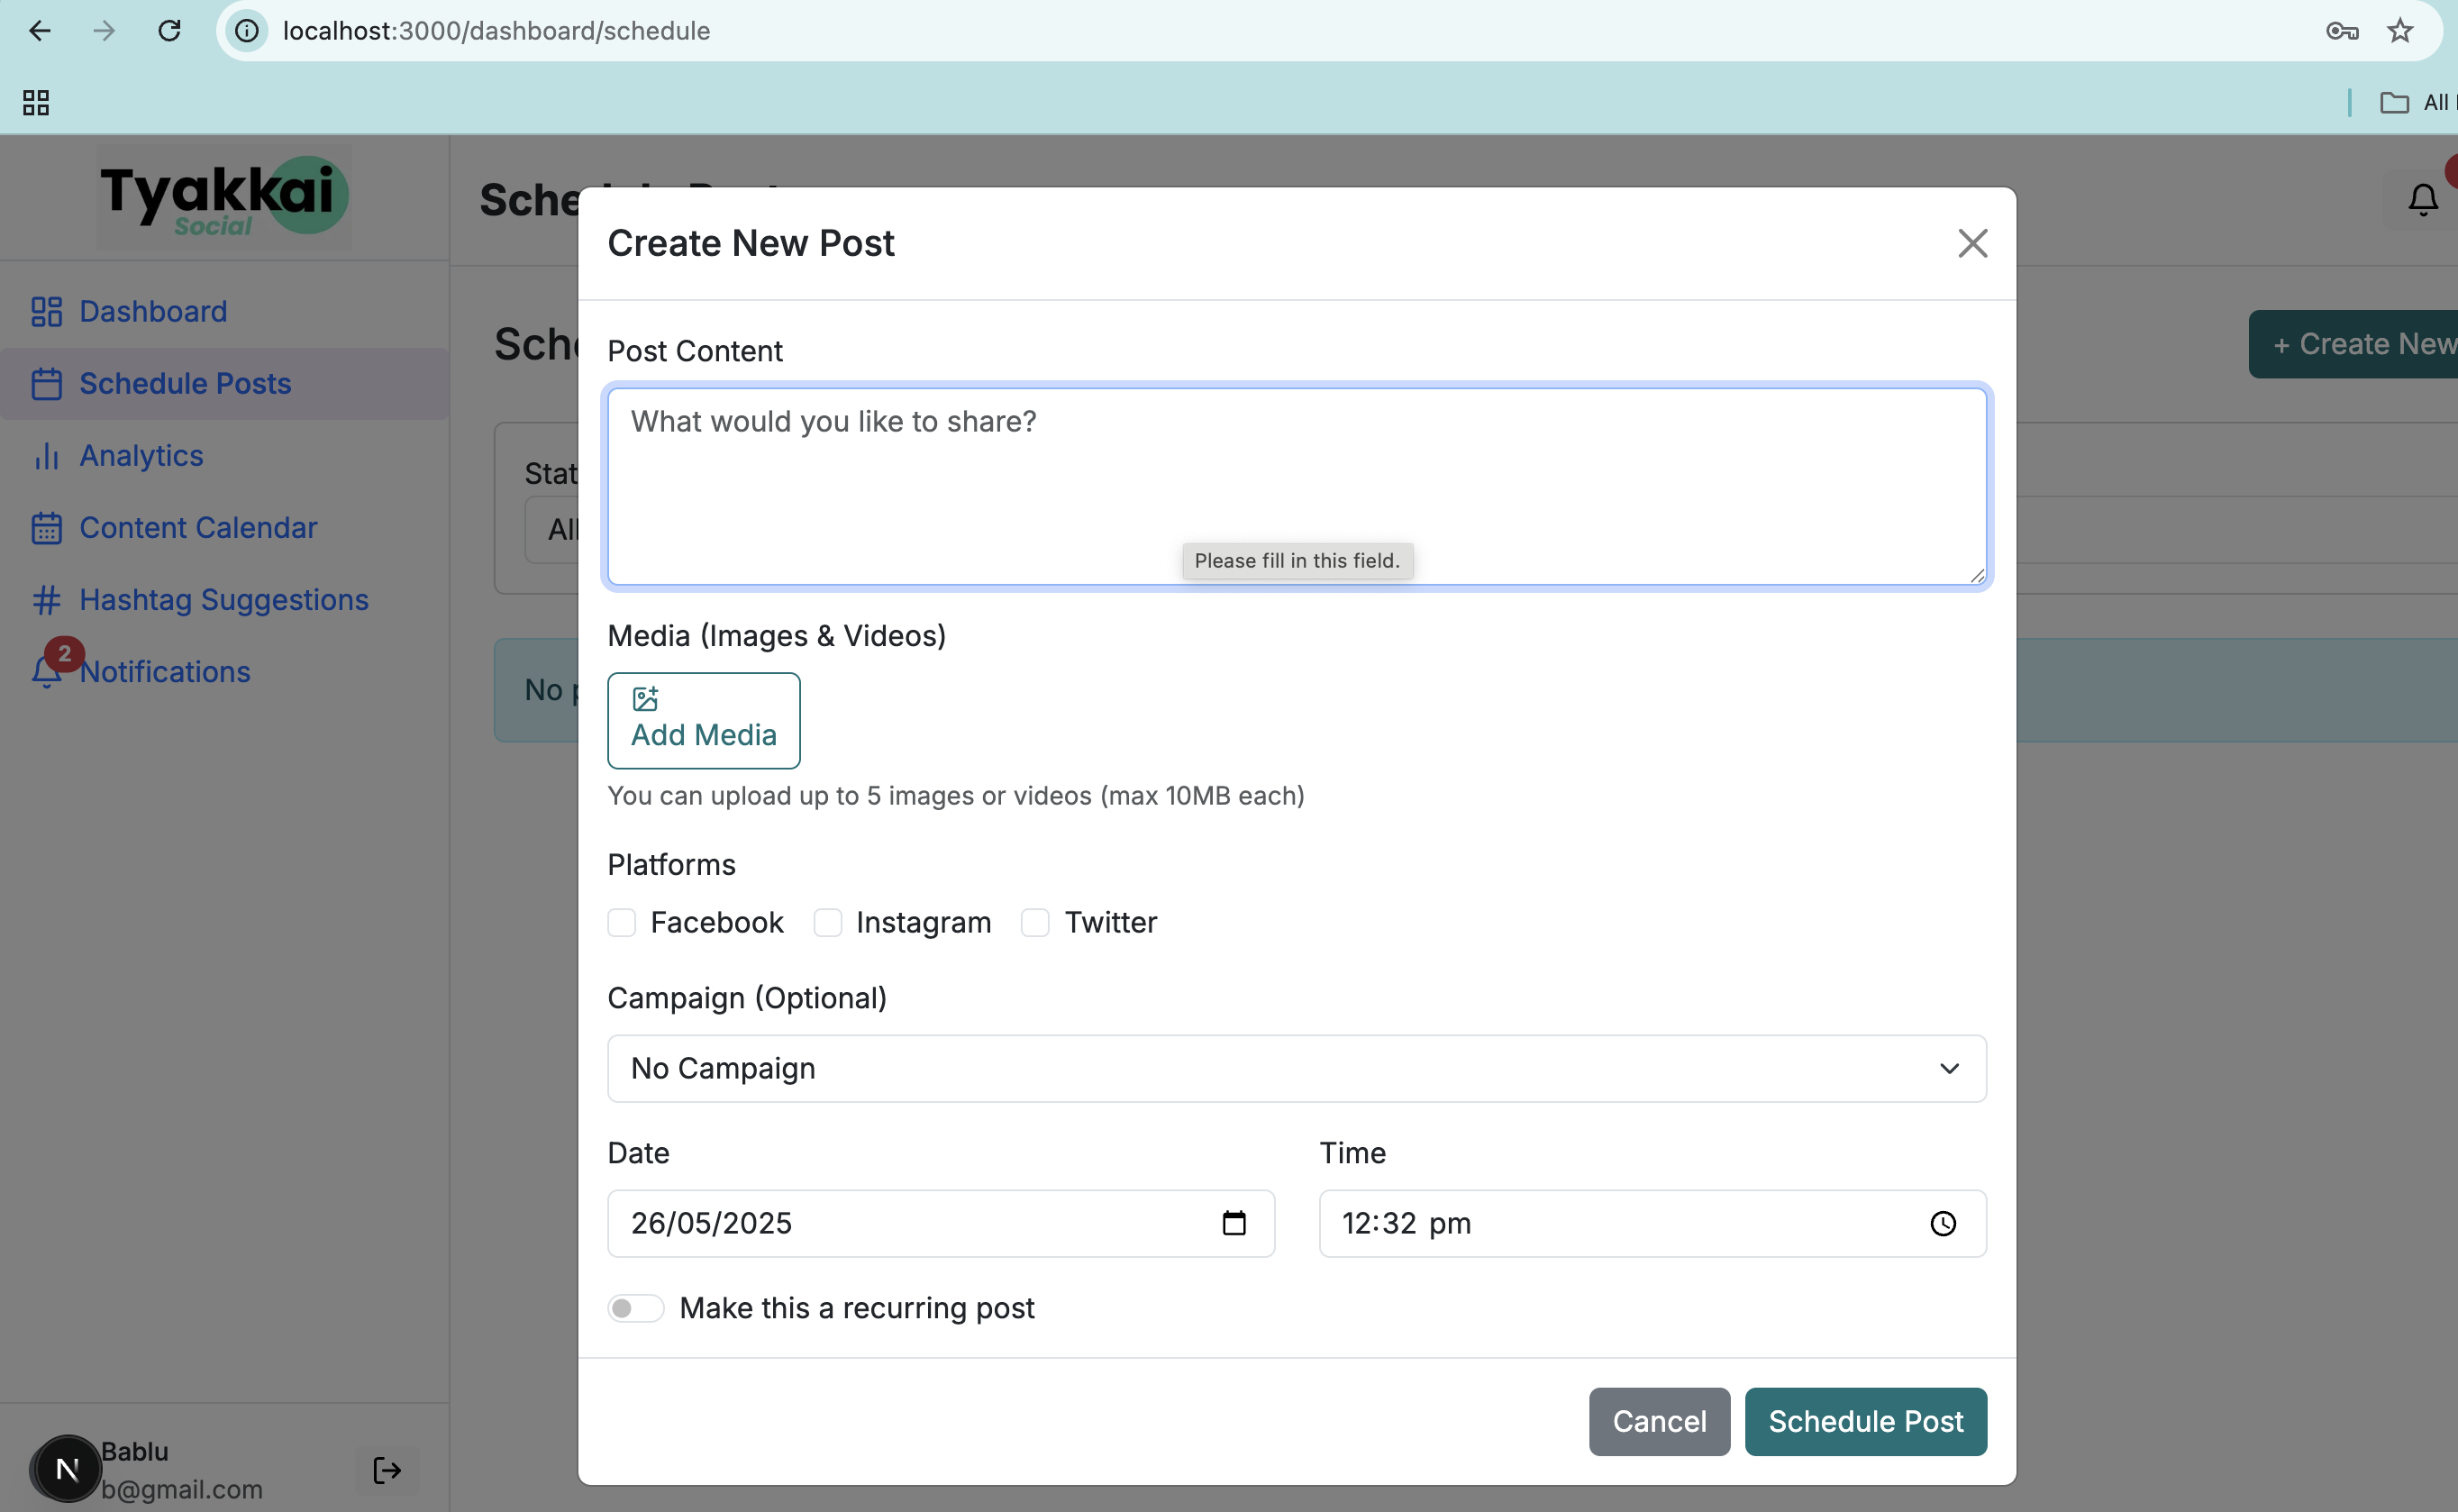 localhost:3000/dashboard/schedule
All
Tyakkai
Social
Dashboard
Schedule Posts
Analytics
Content Calendar
Hashtag Suggestions
2
Notifications
N
Bablu
b@gmail.com
+ Create New
No
Create New Post
Post Content
What would you like to share?
Please fill in this field.
Media (Images & Videos)
Add Media
You can upload up to 5 images or videos (max 10MB each)
Platforms
Facebook Instagram Twitter
Campaign (Optional)
No Campaign
Date Time
26/05/2025 12:32 pm
Make this a recurring post
Cancel Schedule Post